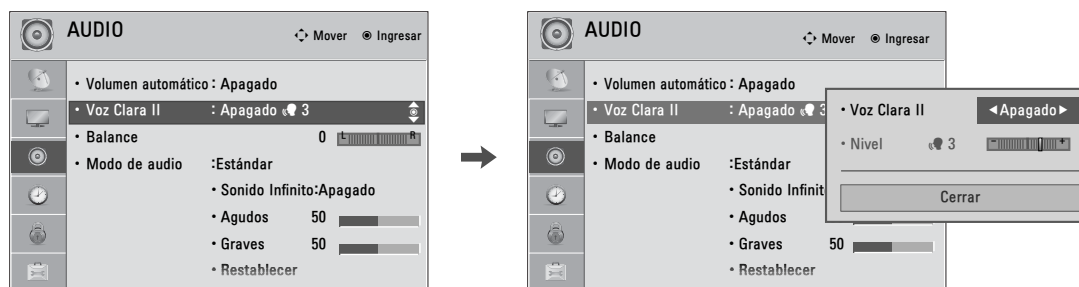 AUDIO
Mover Ingresar
• Volumen automático : Apagado
• Voz Clara II : Apagado 3
• Balance 0 L R
• Modo de audio :Estándar
• Sonido Infinito:Apagado
• Agudos 50
• Graves 50
• Restablecer
AUDIO
Mover Ingresar
• Volumen automático : Apagado
• Voz Clara II : Apagado 3
• Balance
• Modo de audio :Estándar
• Sonido Infinit
• Agudos
• Graves 50
• Restablecer
• Voz Clara II ◀Apagado▶
• Nivel 3 - +
Cerrar